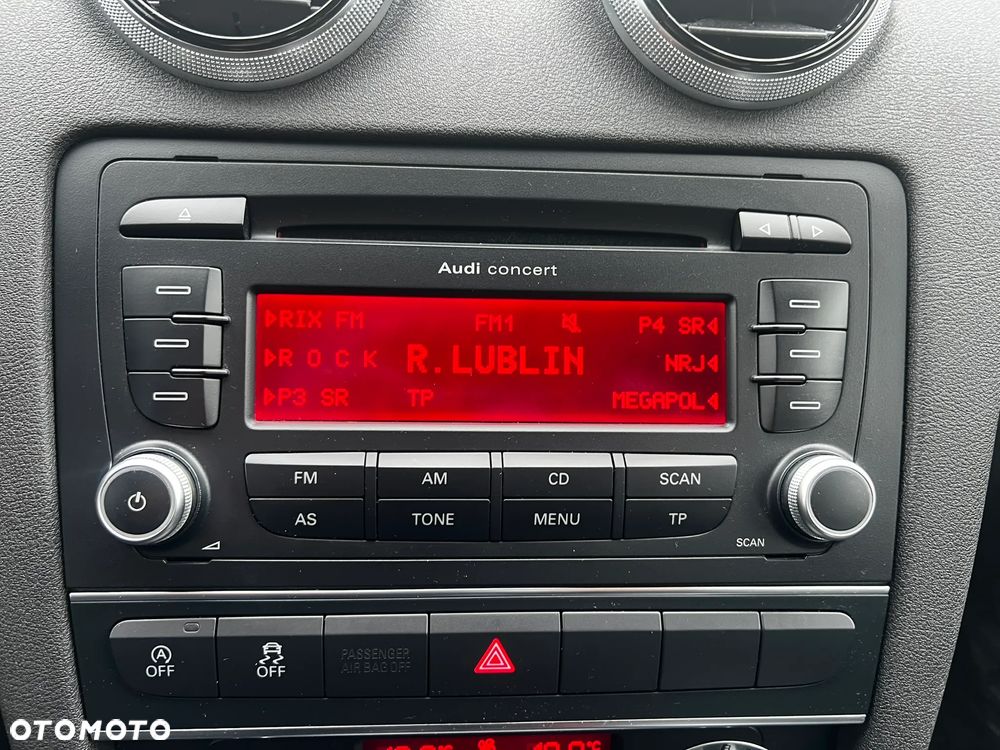 Audi concert
RIX FM FM1 P4 SR
R O C K R.LUBLIN NRJ
P3 SR TP MEGAPOL
FM AM CD SCAN
AS TONE MENU TP
SCAN
A OFF OFF PASSENGER AIR BAG OFF
OTOMOTO